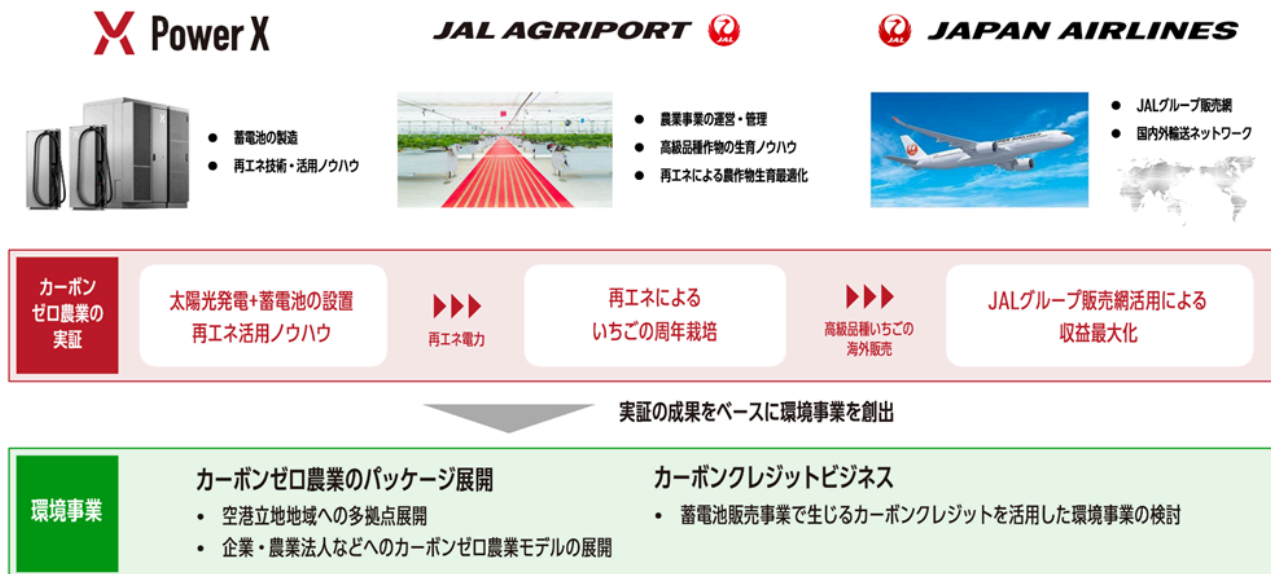 Power X
JAL AGRIPORT JAL
JAL JAPAN AIRLINES
● 蓄電池の製造
● 再エネ技術・活用ノウハウ
● 農業事業の運営・管理
● 高級品種作物の生育ノウハウ
● 再エネによる農作物生育最適化
● JALグループ販売網
● 国内外輸送ネットワーク
カーボン
ゼロ農業の
実証
太陽光発電+蓄電池の設置
再エネ活用ノウハウ
再エネ電力
再エネによる
いちごの周年栽培
高級品種いちごの
海外販売
JALグループ販売網活用による
収益最大化
実証の成果をベースに環境事業を創出
環境事業
カーボンゼロ農業のパッケージ展開
• 空港立地地域への多拠点展開
• 企業・農業法人などへのカーボンゼロ農業モデルの展開
カーボンクレジットビジネス
• 蓄電池販売事業で生じるカーボンクレジットを活用した環境事業の検討